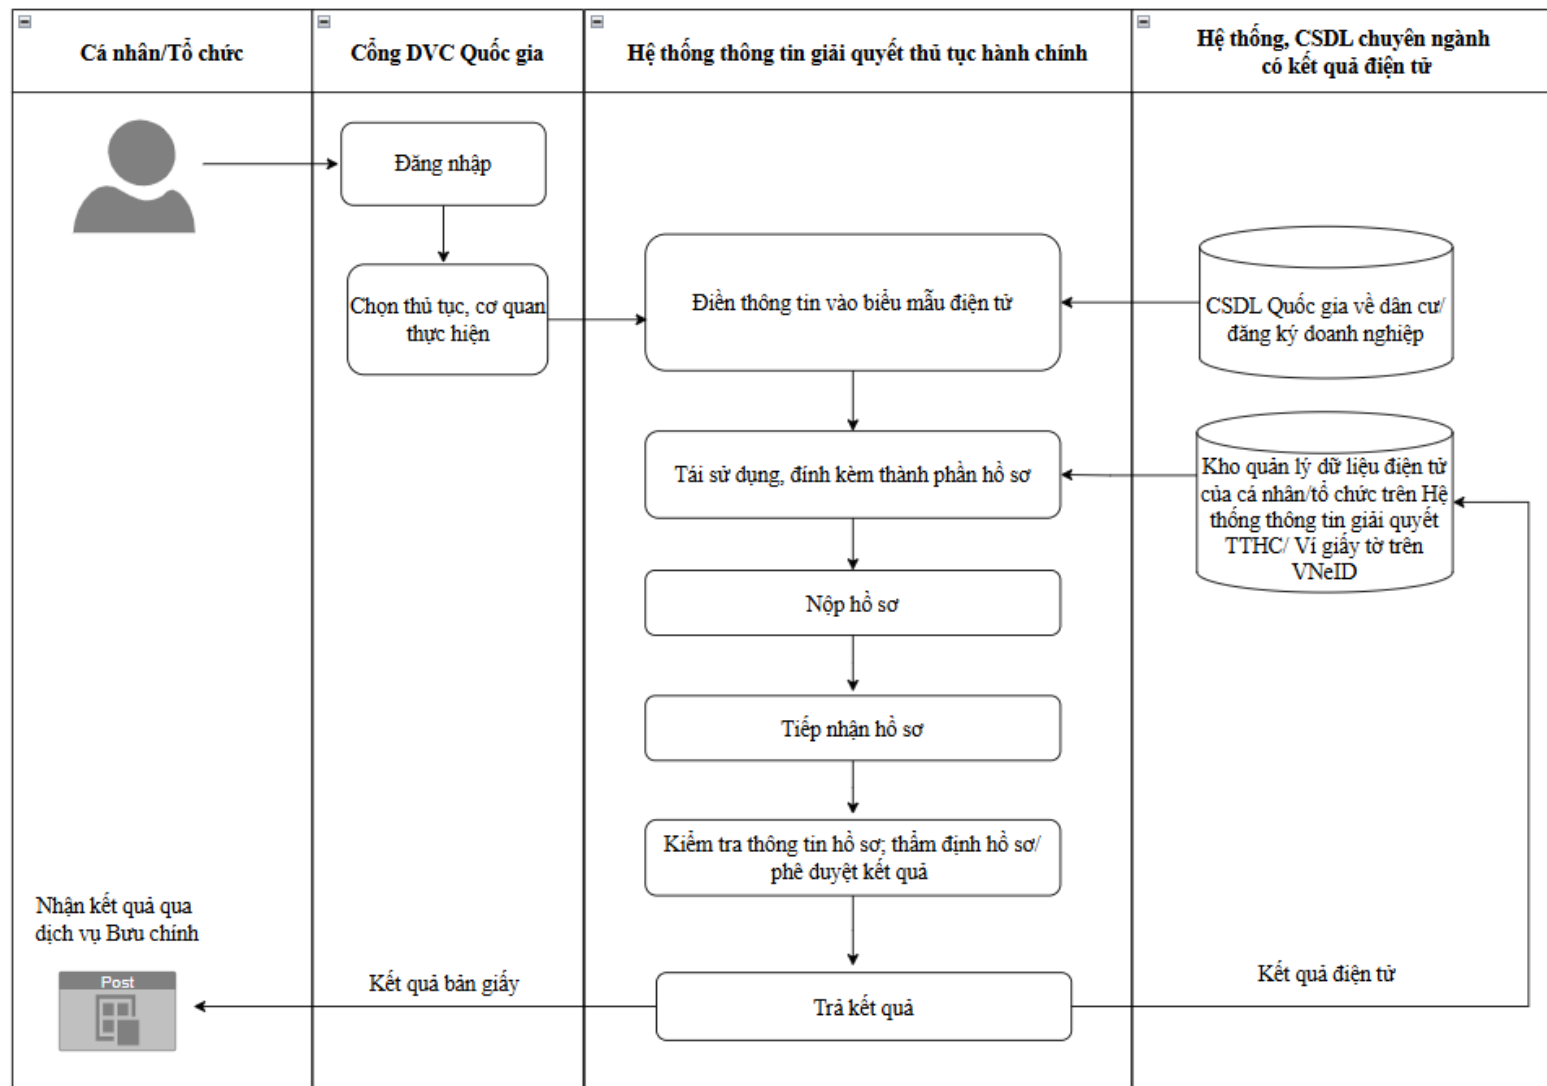 Cá nhân/Tổ chức
Cổng DVC Quốc gia
Hệ thống thông tin giải quyết thủ tục hành chính
Hệ thống, CSDL chuyên ngành
có kết quả điện tử
Đăng nhập
Chọn thủ tục, cơ quan
thực hiện
Điền thông tin vào biểu mẫu điện tử
CSDL Quốc gia về dân cư/
đăng ký doanh nghiệp
Tái sử dụng, đính kèm thành phần hồ sơ
Kho quản lý dữ liệu điện tử
của cá nhân/tổ chức trên Hệ
thống thông tin giải quyết
TTHC/ Ví giấy tờ trên
VNeID
Nộp hồ sơ
Tiếp nhận hồ sơ
Kiểm tra thông tin hồ sơ; thẩm định hồ sơ/
phê duyệt kết quả
Nhận kết quả qua
dịch vụ Bưu chính
Post
Kết quả bản giấy
Trả kết quả
Kết quả điện tử